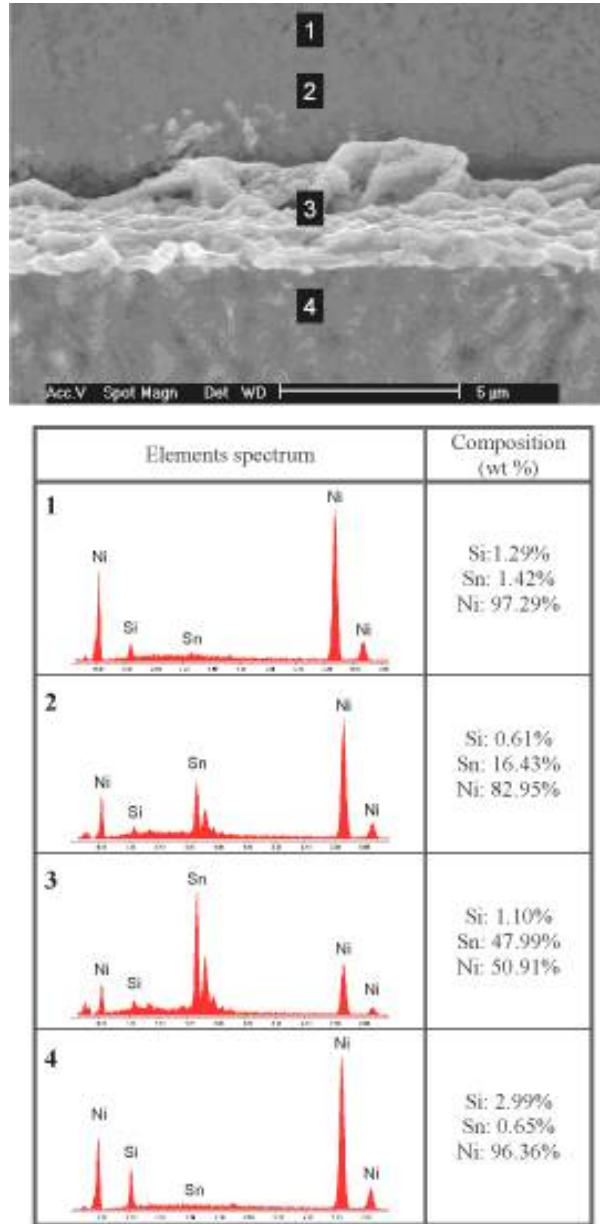 1
2
3
4
Acc.V Spot Magn Det WD 5 µm
Elements spectrum
Composition
(wt %)
1
Ni
Ni
Si
Sn
Ni
Si:1.29%
Sn: 1.42%
Ni: 97.29%
2
Ni
Sn
Ni
Si
Ni
Si: 0.61%
Sn: 16.43%
Ni: 82.95%
3
Sn
Ni
Ni
Si
Ni
Si: 1.10%
Sn: 47.99%
Ni: 50.91%
4
Ni
Ni
Si
Sn
Ni
Si: 2.99%
Sn: 0.65%
Ni: 96.36%